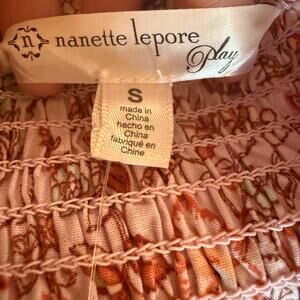 n nanette lepore
Play
S
made in
China
hecho en
China
fabriqué en
Chine